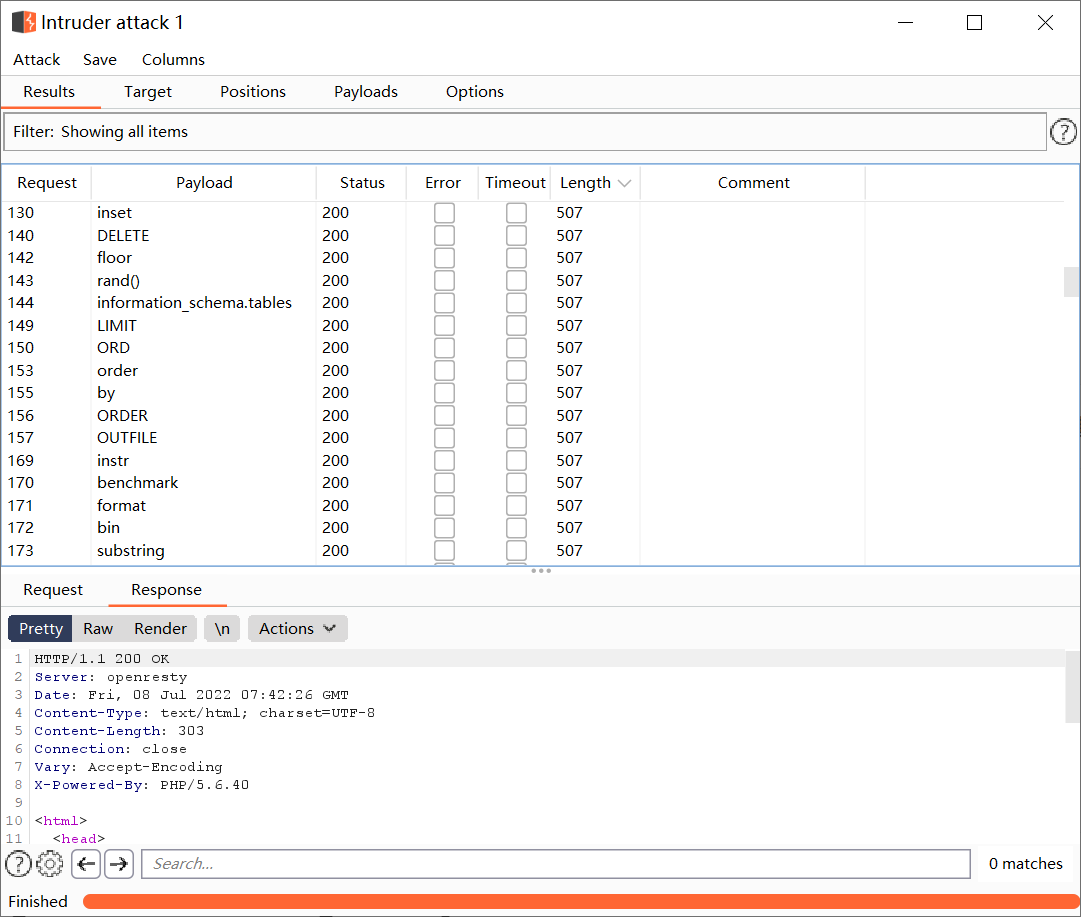 Intruder attack 1
Attack Save Columns
Results Target Positions Payloads Options
Filter: Showing all items ?
Request Payload Status Error Timeout Length Comment
130 inset 200 507
140 DELETE 200 507
142 floor 200 507
143 rand() 200 507
144 information_schema.tables 200 507
149 LIMIT 200 507
150 ORD 200 507
153 order 200 507
155 by 200 507
156 ORDER 200 507
157 OUTFILE 200 507
169 instr 200 507
170 benchmark 200 507
171 format 200 507
172 bin 200 507
173 substring 200 507
Request Response
Pretty Raw Render \n Actions
1 HTTP/1.1 200 OK
2 Server: openresty
3 Date: Fri, 08 Jul 2022 07:42:26 GMT
4 Content-Type: text/html; charset=UTF-8
5 Content-Length: 303
6 Connection: close
7 Vary: Accept-Encoding
8 X-Powered-By: PHP/5.6.40
9
10 <html>
11 <head>
? Search... 0 matches
Finished